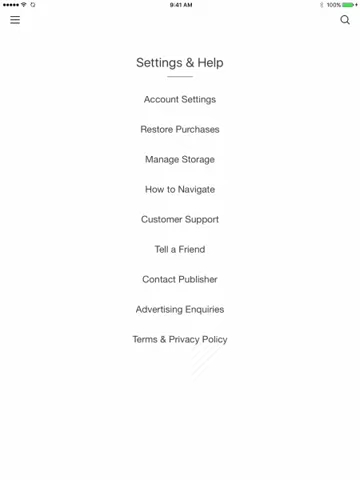 9:41 AM
100%
Settings & Help
Account Settings
Restore Purchases
Manage Storage
How to Navigate
Customer Support
Tell a Friend
Contact Publisher
Advertising Enquiries
Terms & Privacy Policy